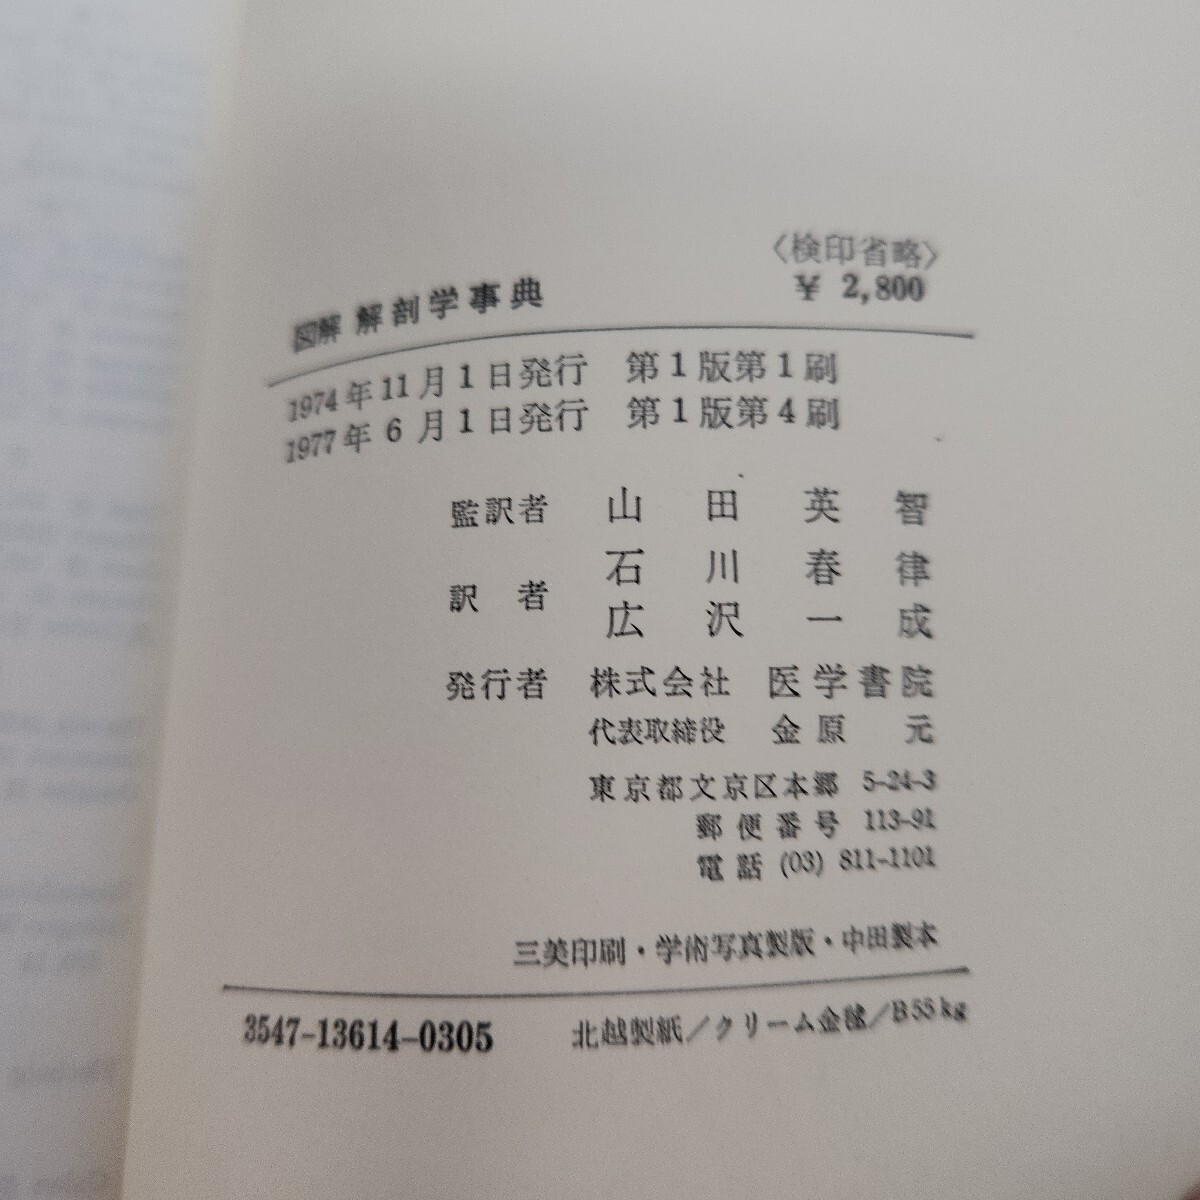 〈検印省略〉
¥ 2,800
図解 解剖学事典
1974年11月1日発行 第1版第1刷
1977年6月1日発行 第1版第4刷
監訳者 山田英智
訳者 石川春律
広沢一成
発行者 株式会社 医学書院
代表取締役 金原 元
東京都文京区本郷 5-24-3
郵便番号 113-91
電話 (03) 811-1101
三美印刷・学術写真製版・中田製本
3547-13614-0305
北越製紙/クリーム金毬/B55kg